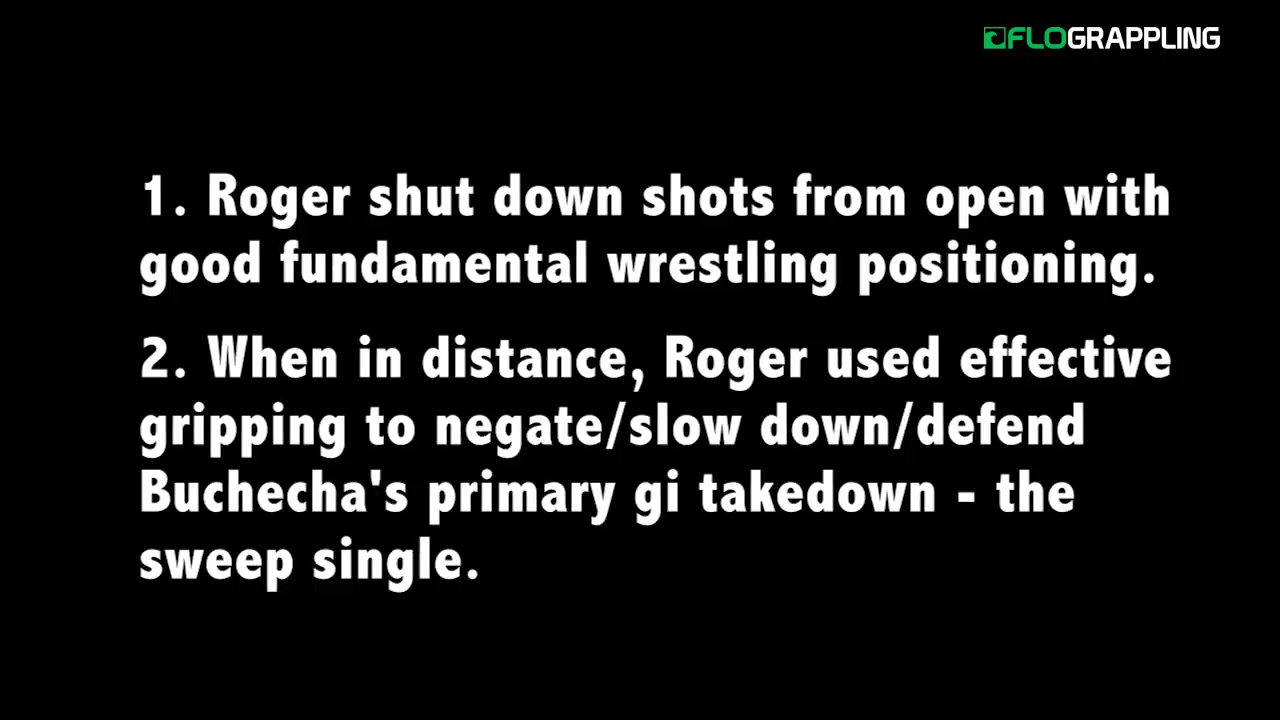 FLOGRAPPLING
1. Roger shut down shots from open with
good fundamental wrestling positioning.
2. When in distance, Roger used effective
gripping to negate/slow down/defend
Buchecha's primary gi takedown - the
sweep single.